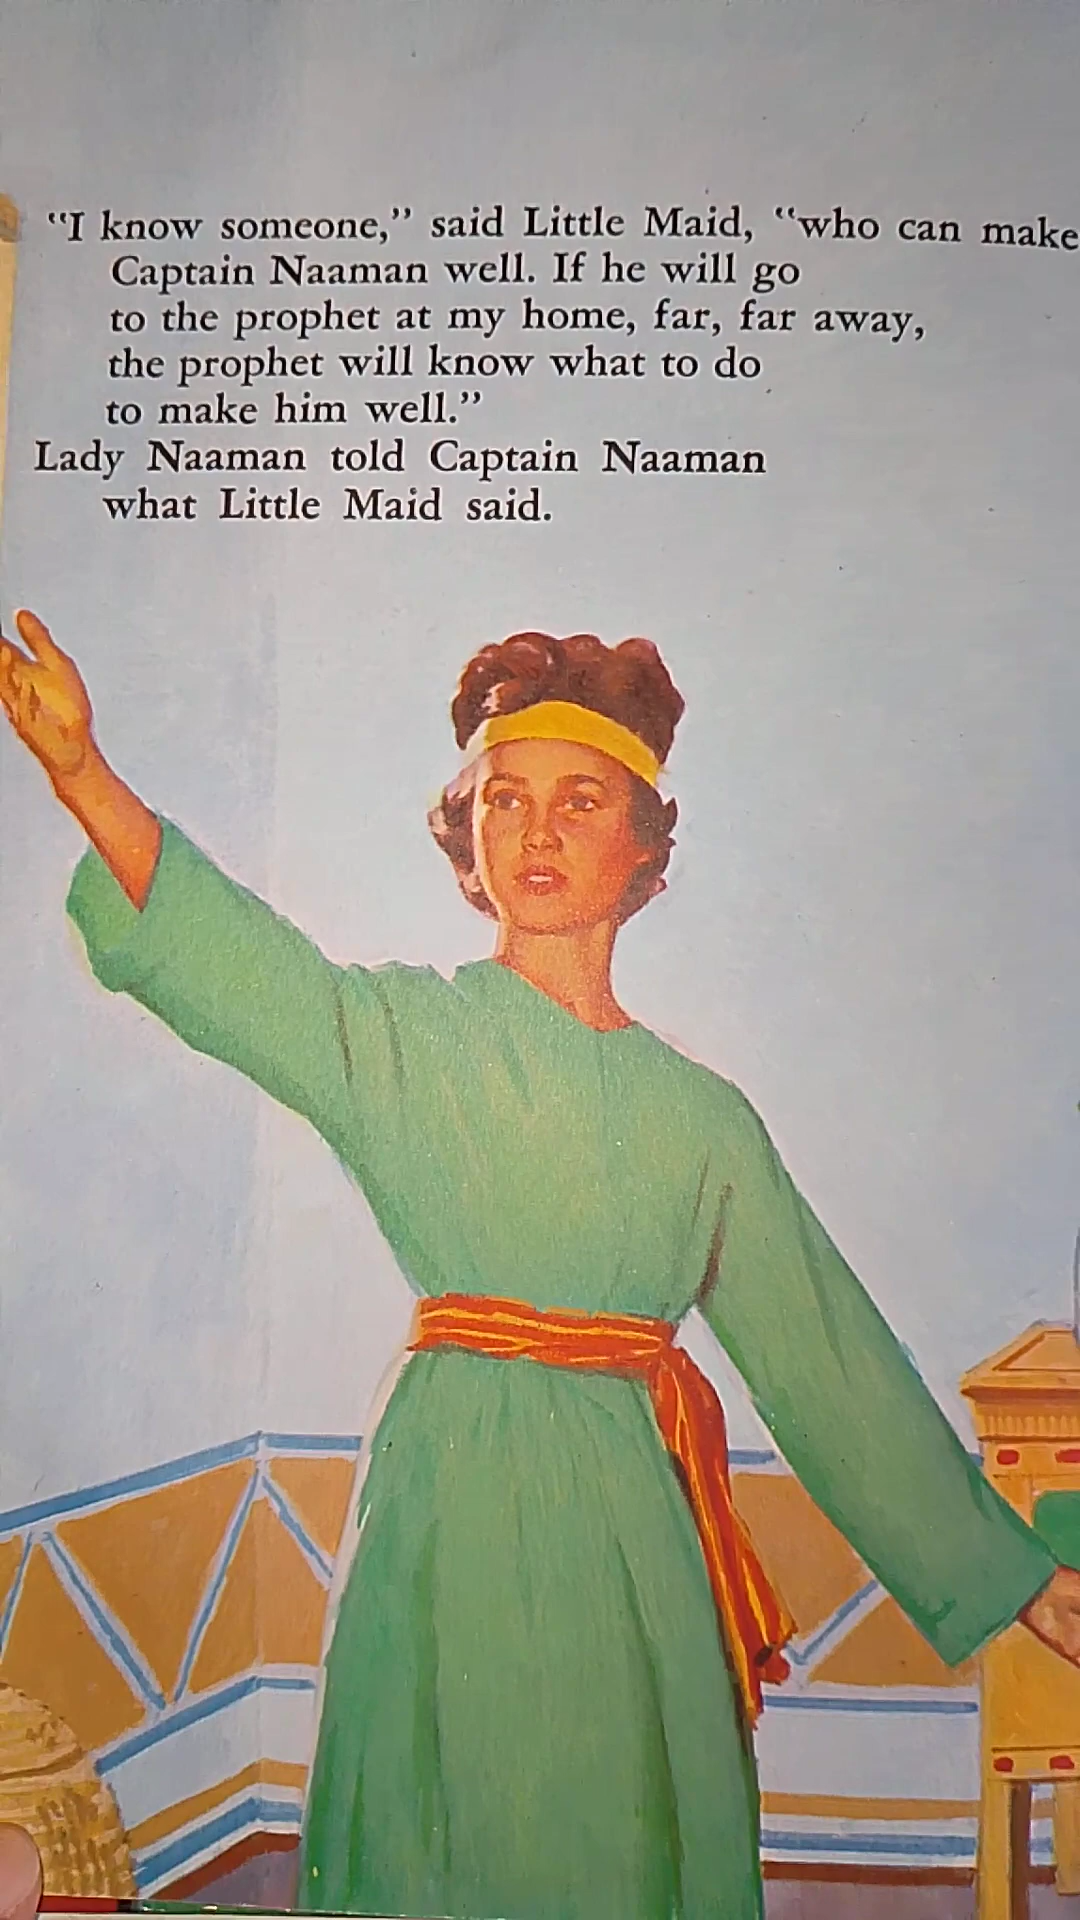 “I know someone,” said Little Maid, “who can make
Captain Naaman well. If he will go
to the prophet at my home, far, far away,
the prophet will know what to do
to make him well.”
Lady Naaman told Captain Naaman
what Little Maid said.